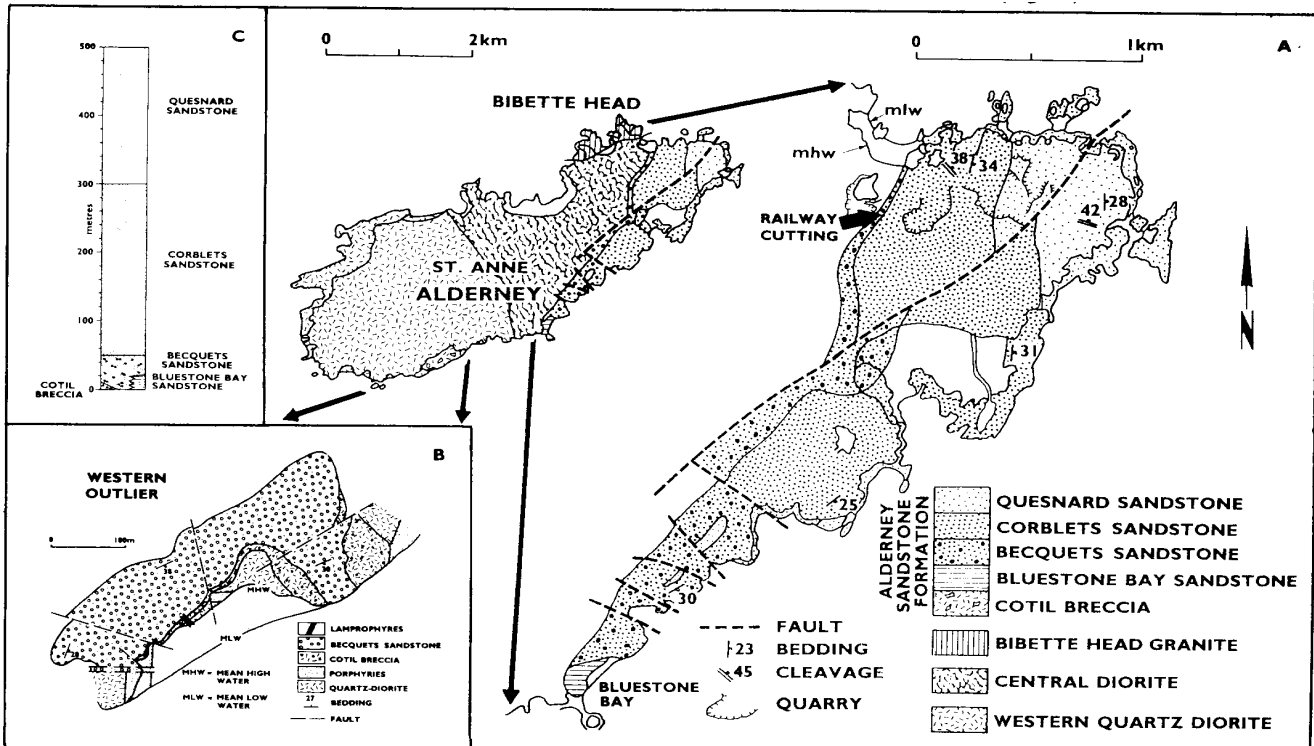 C
500
400
300
200
100
0
metres
QUESNARD
SANDSTONE
CORBLETS
SANDSTONE
BECQUETS
SANDSTONE
BLUESTONE BAY
SANDSTONE
COTIL
BRECCIA
0
2km
BIBETTE HEAD
ST. ANNE
ALDERNEY
A
0
1km
mlw
mhw
38
34
28
42
RAILWAY
CUTTING
31
N
25
30
BLUESTONE
BAY
FAULT
23
BEDDING
45
CLEAVAGE
QUARRY
ALDERNEY
SANDSTONE
FORMATION
QUESNARD SANDSTONE
CORBLETS SANDSTONE
BECQUETS SANDSTONE
BLUESTONE BAY SANDSTONE
COTIL BRECCIA
BIBETTE HEAD GRANITE
CENTRAL DIORITE
WESTERN QUARTZ DIORITE
B
WESTERN
OUTLIER
0
100m
MHW
MLW
MHW = MEAN HIGH
WATER
MLW = MEAN LOW
WATER
LAMPROPHYRES
BECQUETS SANDSTONE
COTIL BRECCIA
PORPHYRIES
QUARTZ-DIORITE
27
BEDDING
FAULT